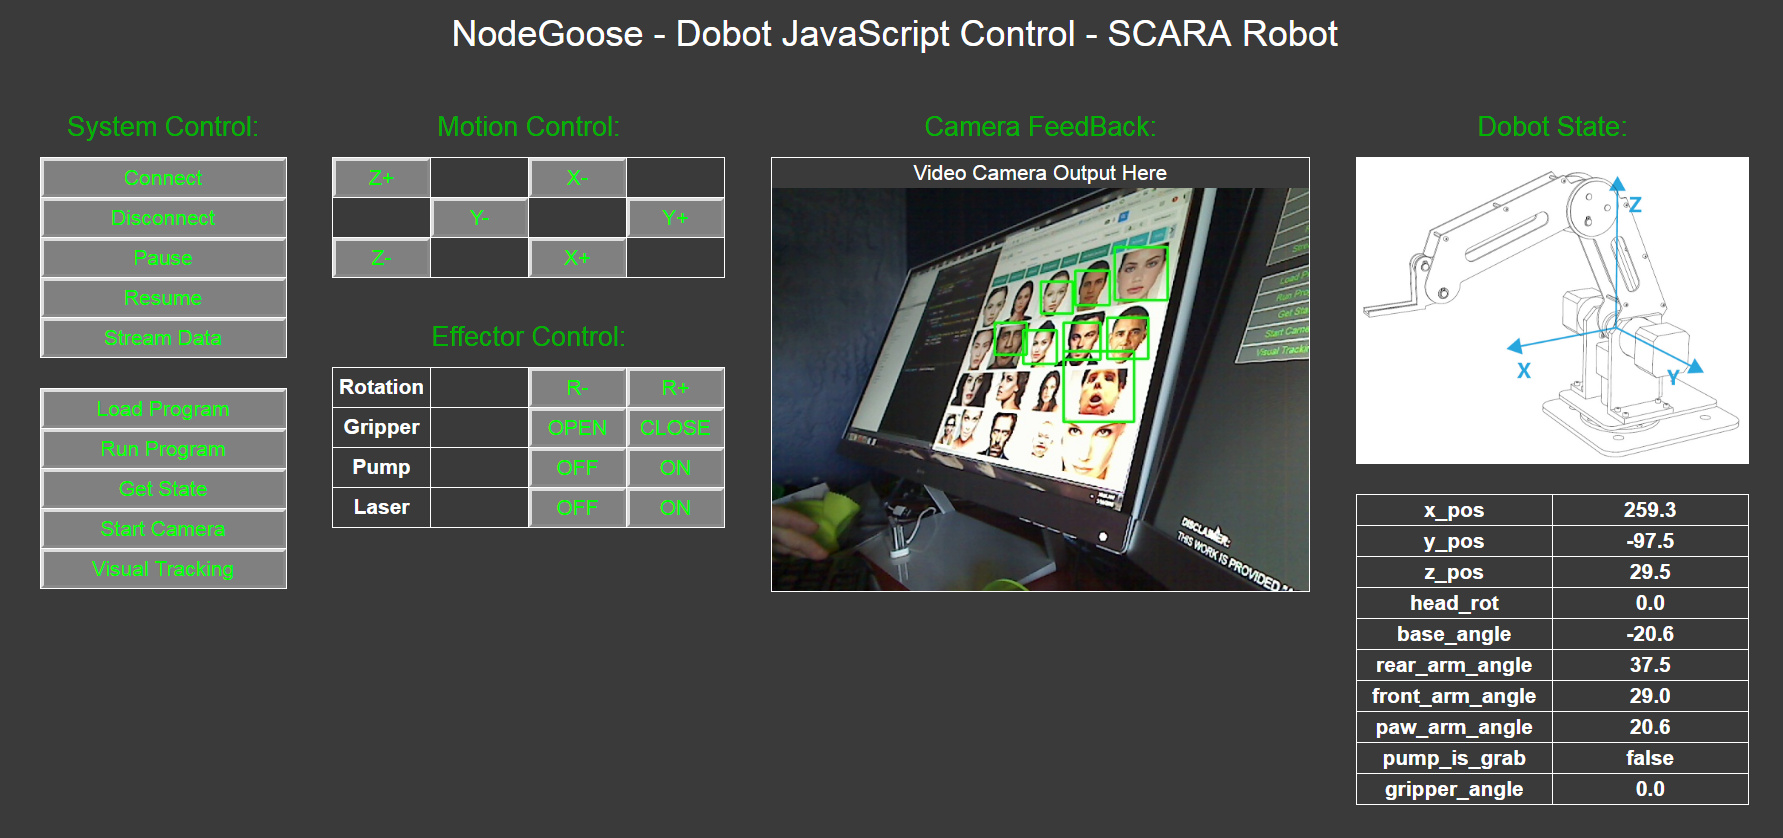 NodeGoose - Dobot JavaScript Control - SCARA Robot
System Control:
Connect
Disconnect
Pause
Resume
Stream Data
Load Program
Run Program
Get State
Start Camera
Visual Tracking
Motion Control:
Z+ X-
Y- Y+
Z- X+
Effector Control:
Rotation R- R+
Gripper OPEN CLOSE
Pump OFF ON
Laser OFF ON
Camera FeedBack:
Video Camera Output Here
Visual Tracki
DISCLAIMER:
THIS WORK IS PROVIDED "A
Dobot State:
Z
X
Y
x_pos 259.3
y_pos -97.5
z_pos 29.5
head_rot 0.0
base_angle -20.6
rear_arm_angle 37.5
front_arm_angle 29.0
paw_arm_angle 20.6
pump_is_grab false
gripper_angle 0.0